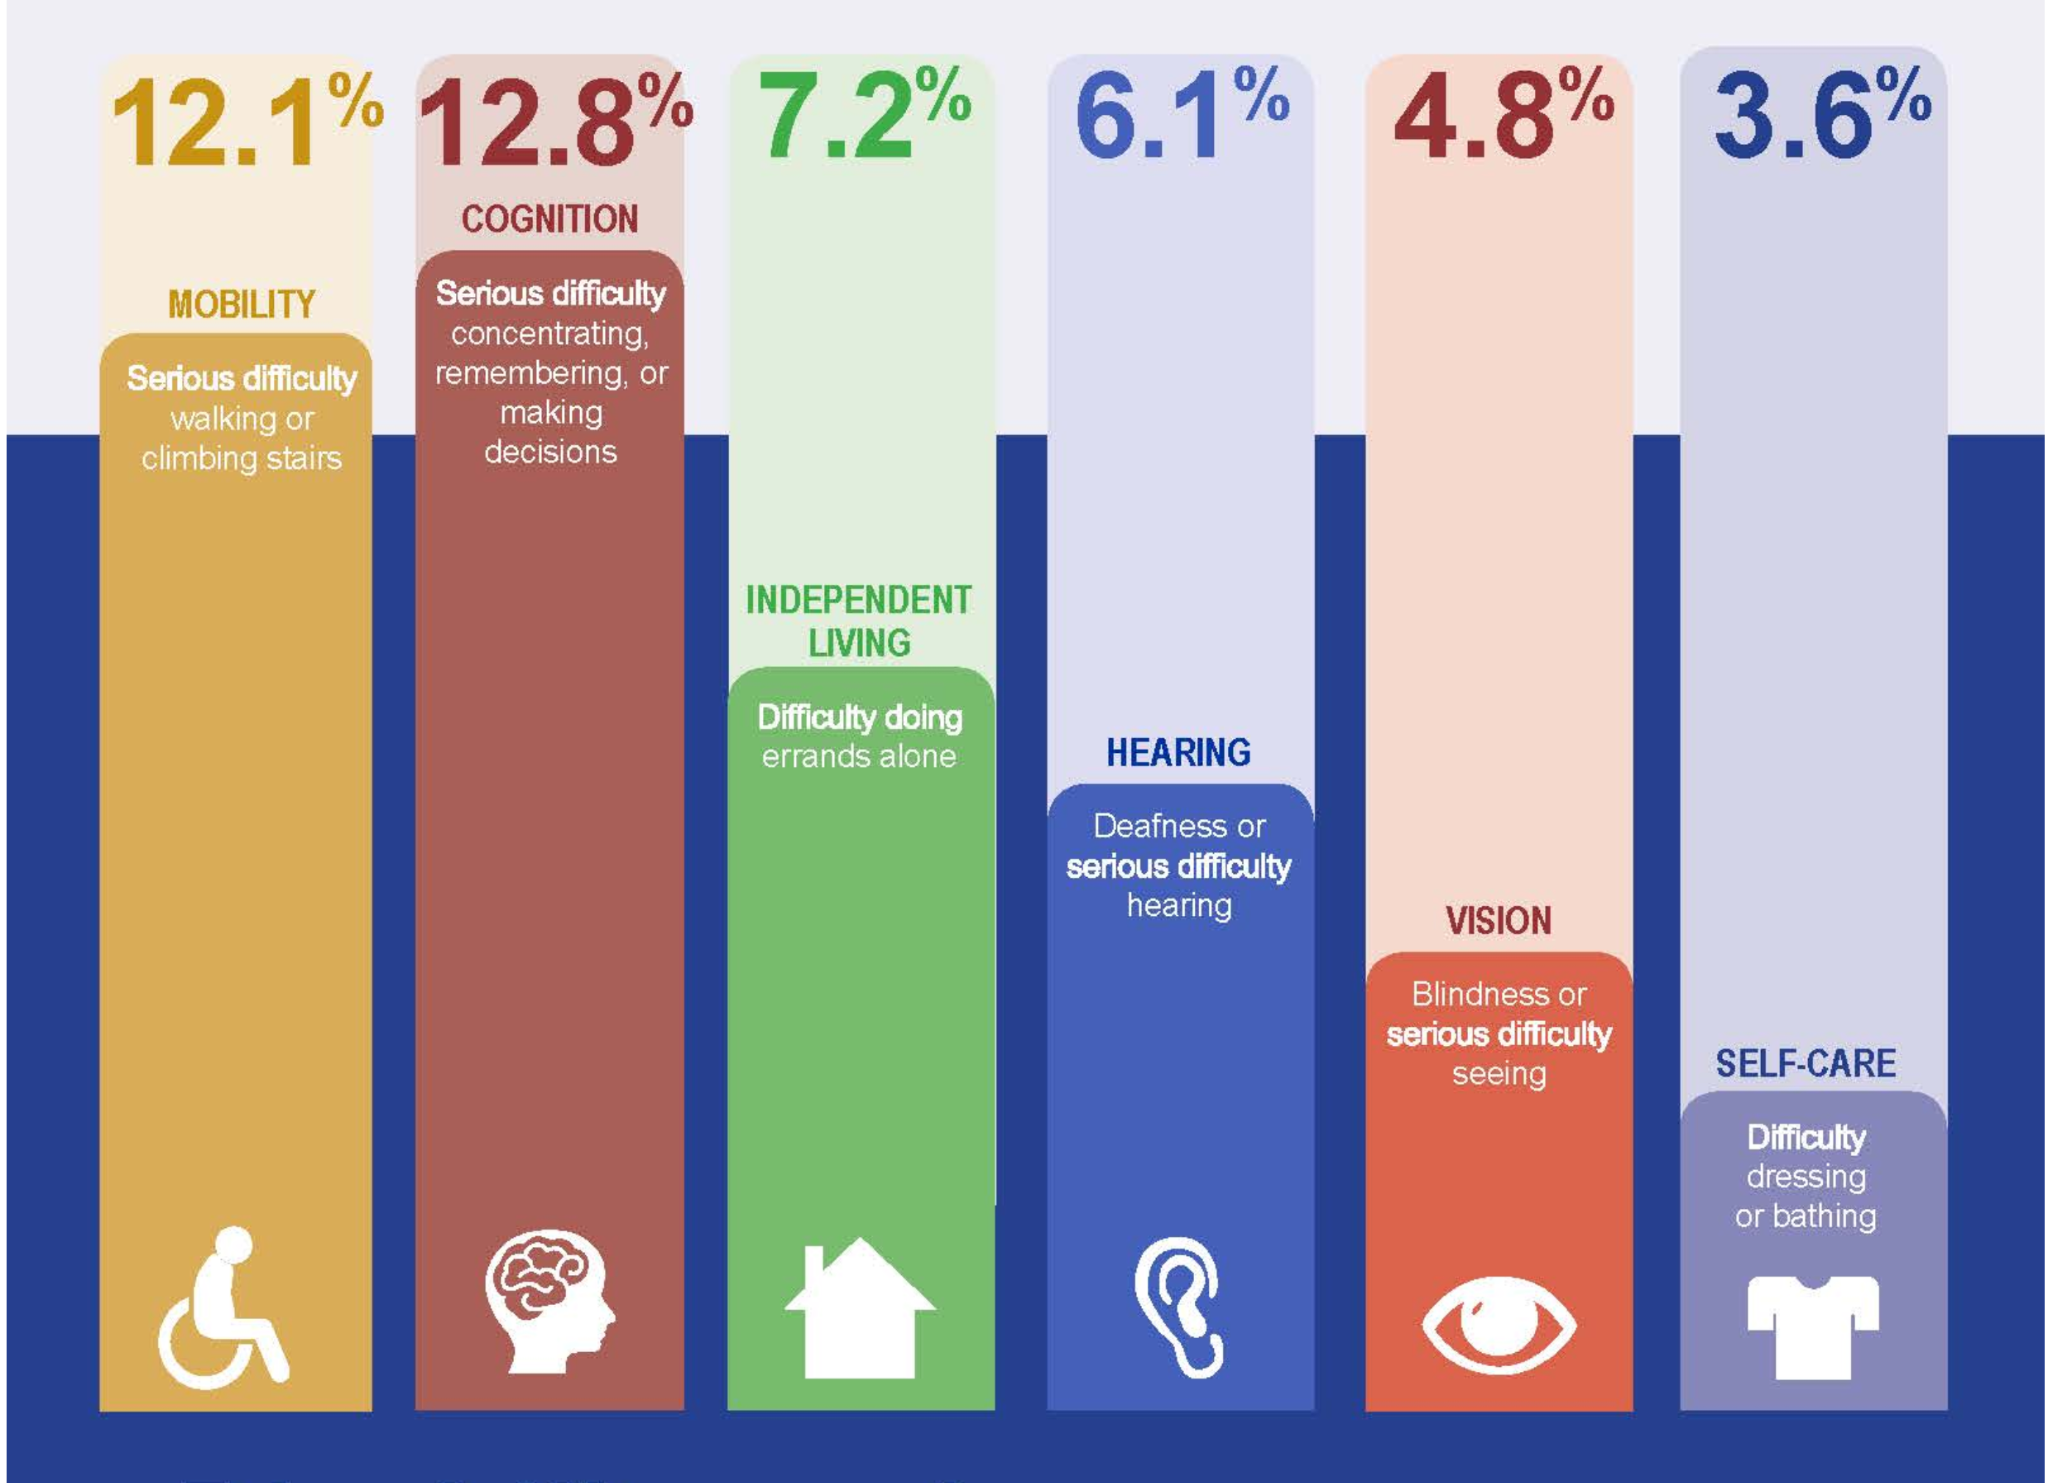 12.1%
MOBILITY
Serious difficulty
walking or
climbing stairs
12.8%
COGNITION
Serious difficulty
concentrating,
remembering, or
making
decisions
7.2%
INDEPENDENT
LIVING
Difficulty doing
errands alone
6.1%
HEARING
Deafness or
serious difficulty
hearing
4.8%
VISION
Blindness or
serious difficulty
seeing
3.6%
SELF-CARE
Difficulty
dressing
or bathing